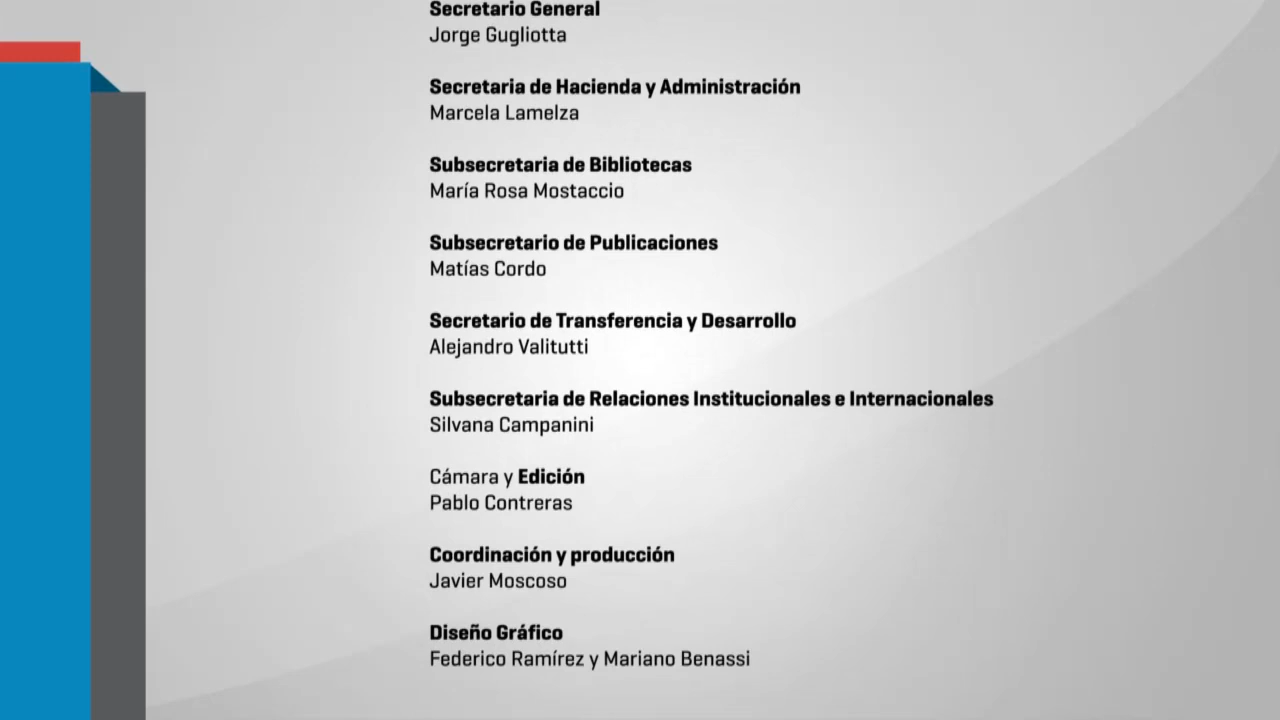 Secretario General
Jorge Gugliotta
Secretaria de Hacienda y Administración
Marcela Lamelza
Subsecretaria de Bibliotecas
María Rosa Mostaccio
Subsecretario de Publicaciones
Matías Cordo
Secretario de Transferencia y Desarrollo
Alejandro Valitutti
Subsecretaria de Relaciones Institucionales e Internacionales
Silvana Campanini
Cámara y Edición
Pablo Contreras
Coordinación y producción
Javier Moscoso
Diseño Gráfico
Federico Ramírez y Mariano Benassi